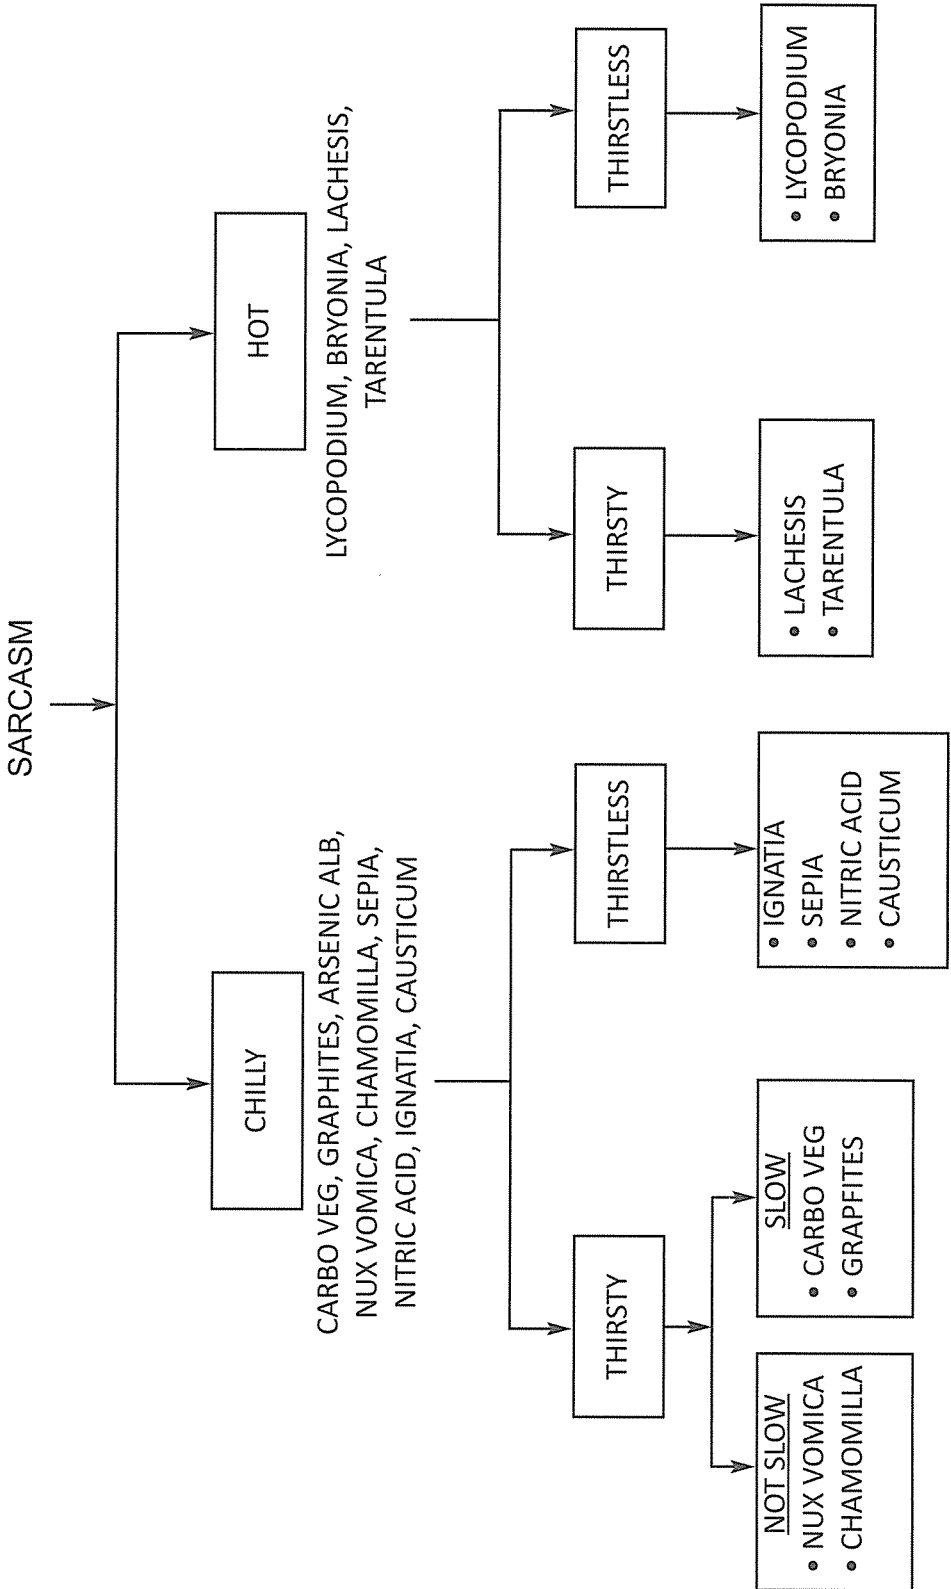 SARCASM
CHILLY
HOT
CARBO VEG, GRAPHITES, ARSENIC ALB,
NUX VOMICA, CHAMOMILLA, SEPIA,
NITRIC ACID, IGNATIA, CAUSTICUM
LYCOPODIUM, BRYONIA, LACHESIS,
TARENTULA
THIRSTY
THIRSTLESS
THIRSTY
THIRSTLESS
NOT SLOW
• NUX VOMICA
• CHAMOMILLA
SLOW
• CARBO VEG
• GRAPFITES
• IGNATIA
• SEPIA
• NITRIC ACID
• CAUSTICUM
• LACHESIS
• TARENTULA
• LYCOPODIUM
• BRYONIA